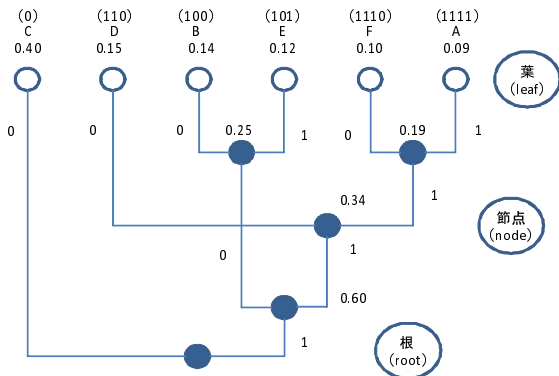 (0) (110) (100) (101) (1110) (1111)
C D B E F A
0.40 0.15 0.14 0.12 0.10 0.09
葉
(leaf)
0 0 0 0.25 1 0 0.19 1
0.34 1
節点
(node)
0 1
0.60
1
根
(root)